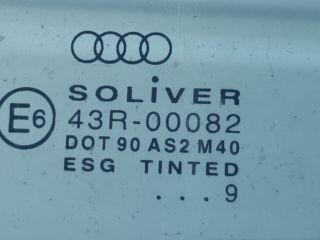 SOLiVER
E6 43R-00082
DOT 90 AS2 M40
ESG TINTED
. . . 9